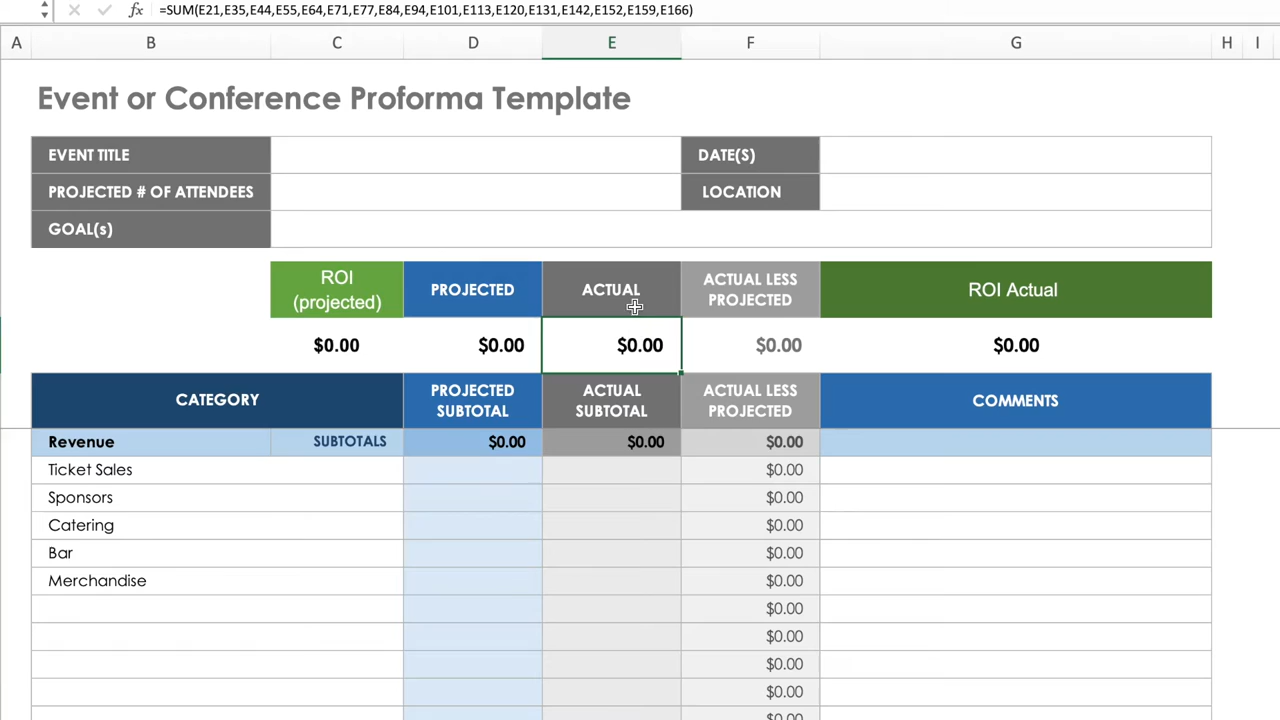 fx =SUM(E21,E35,E44,E55,E64,E71,E77,E84,E94,E101,E113,E120,E131,E142,E152,E159,E166)
A B C D E F G H I
Event or Conference Proforma Template
EVENT TITLE DATE(S)
PROJECTED # OF ATTENDEES LOCATION
GOAL(s)
ROI
(projected)
PROJECTED
ACTUAL
ACTUAL LESS
PROJECTED
ROI Actual
$0.00 $0.00 $0.00 $0.00 $0.00
CATEGORY
PROJECTED
SUBTOTAL
ACTUAL
SUBTOTAL
ACTUAL LESS
PROJECTED
COMMENTS
Revenue SUBTOTALS $0.00 $0.00 $0.00
Ticket Sales $0.00
Sponsors $0.00
Catering $0.00
Bar $0.00
Merchandise $0.00
$0.00
$0.00
$0.00
$0.00
$0.00